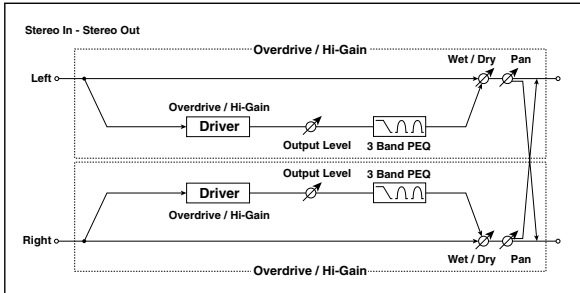 Stereo In - Stereo Out
Overdrive / Hi-Gain
Wet / Dry Pan
Left
Overdrive / Hi-Gain
Driver
Output Level 3 Band PEQ
Output Level 3 Band PEQ
Driver
Overdrive / Hi-Gain
Right
Wet / Dry Pan
Overdrive / Hi-Gain